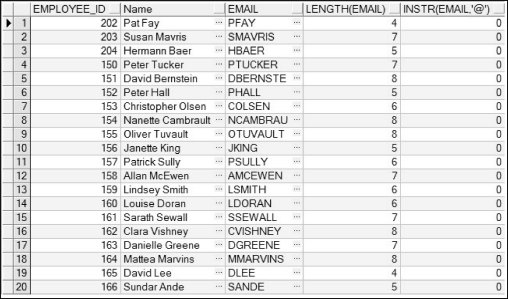 EMPLOYEE_ID Name EMAIL LENGTH(EMAIL) INSTR(EMAIL,'@')
1 202 Pat Fay ... PFAY 4 0
2 203 Susan Mavris ... SMAVRIS 7 0
3 204 Hermann Baer ... HBAER 5 0
4 150 Peter Tucker ... PTUCKER 7 0
5 151 David Bernstein ... DBERNSTE 8 0
6 152 Peter Hall ... PHALL 5 0
7 153 Christopher Olsen ... COLSEN 6 0
8 154 Nanette Cambrault ... NCAMBRAU 8 0
9 155 Oliver Tuvault ... OTUVAULT 8 0
10 156 Janette King ... JKING 5 0
11 157 Patrick Sully ... PSULLY 6 0
12 158 Allan McEwen ... AMCEWEN 7 0
13 159 Lindsey Smith ... LSMITH 6 0
14 160 Louise Doran ... LDORAN 6 0
15 161 Sarath Sewall ... SSEWALL 7 0
16 162 Clara Vishney ... CVISHNEY 8 0
17 163 Danielle Greene ... DGREENE 7 0
18 164 Mattea Marvins ... MMARVINS 8 0
19 165 David Lee ... DLEE 4 0
20 166 Sundar Ande ... SANDE 5 0